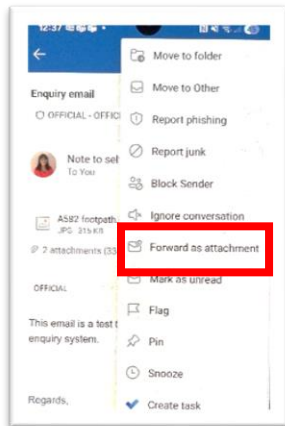 12:37
Move to folder
Enquiry email
Move to Other
OFFICIAL - OFFICI
Report phishing
Report junk
Note to sel
To You
Block Sender
A582 footpath
JPG 315 KB
Ignore conversation
2 attachments (33
Forward as attachment
OFFICIAL
Mark as unread
Flag
This email is a test t
enquiry system.
Pin
Snooze
Regards,
Create task